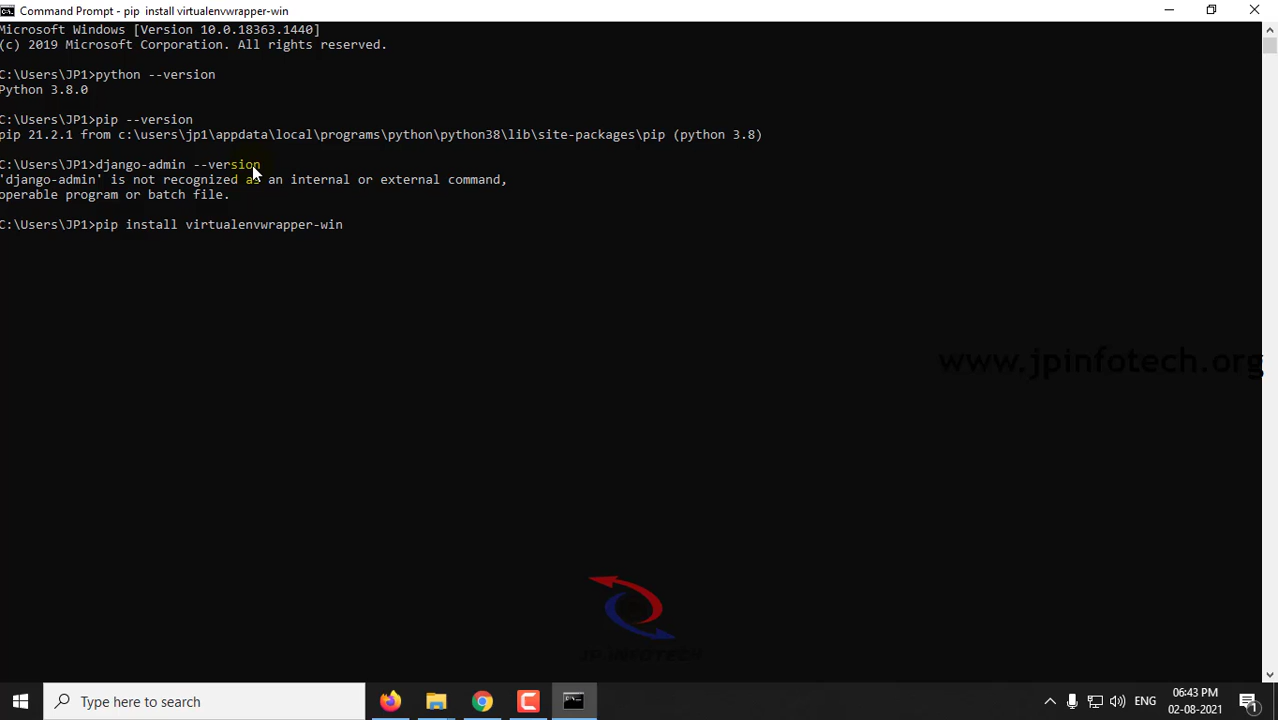 Command Prompt - pip  install virtualenvwrapper-win
Microsoft Windows [Version 10.0.18363.1440]
(c) 2019 Microsoft Corporation. All rights reserved.
C:\Users\JP1>python --version
Python 3.8.0
C:\Users\JP1>pip --version
pip 21.2.1 from c:\users\jp1\appdata\local\programs\python\python38\lib\site-packages\pip (python 3.8)
C:\Users\JP1>django-admin --version
'django-admin' is not recognized as an internal or external command,
operable program or batch file.
C:\Users\JP1>pip install virtualenvwrapper-win
www.jpinfotech.org
JP INFOTECH
Type here to search
ENG
06:43 PM
02-08-2021
1